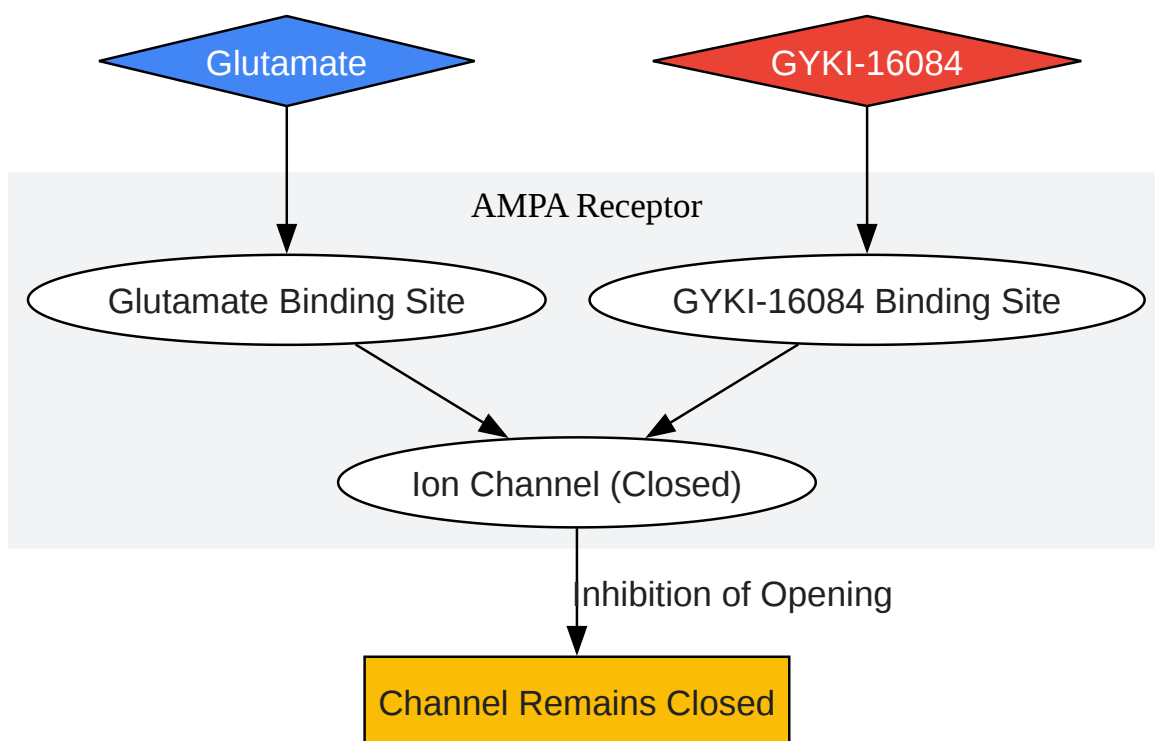 Glutamate
GYKI-16084
AMPA Receptor
Glutamate Binding Site
GYKI-16084 Binding Site
Ion Channel (Closed)
Inhibition of Opening
Channel Remains Closed